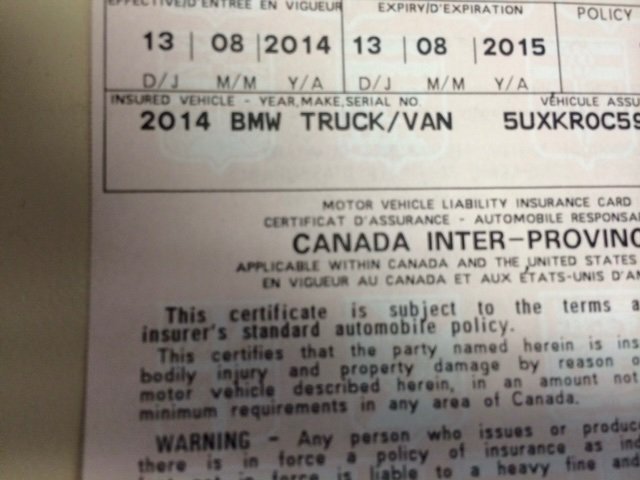 EFFECTIVE/D'ENTRÉE EN VIGUEUR EXPIRY/D'EXPIRATION POLICY
13 08 2014 13 08 2015
D/J M/M Y/A D/J M/M Y/A
INSURED VEHICLE - YEAR, MAKE, SERIAL NO. VÉHICULE ASSU
2014 BMW TRUCK/VAN 5UXKR0C59
MOTOR VEHICLE LIABILITY INSURANCE CARD
CERTIFICAT D'ASSURANCE - AUTOMOBILE RESPONSA
CANADA INTER-PROVINC
APPLICABLE WITHIN CANADA AND THE UNITED STATES
EN VIGUEUR AU CANADA ET AUX ÉTATS-UNIS D'AM
This certificate is subject to the terms a
insurer's standard automobile policy.
This certifies that the party named herein is ins
bodily injury and property damage by reason o
motor vehicle described herein, in an amount not
minimum requirements in any area of Canada.
WARNING - Any person who issues or produc
there is in force a policy of insurance as ind
in force is liable to a heavy fine and